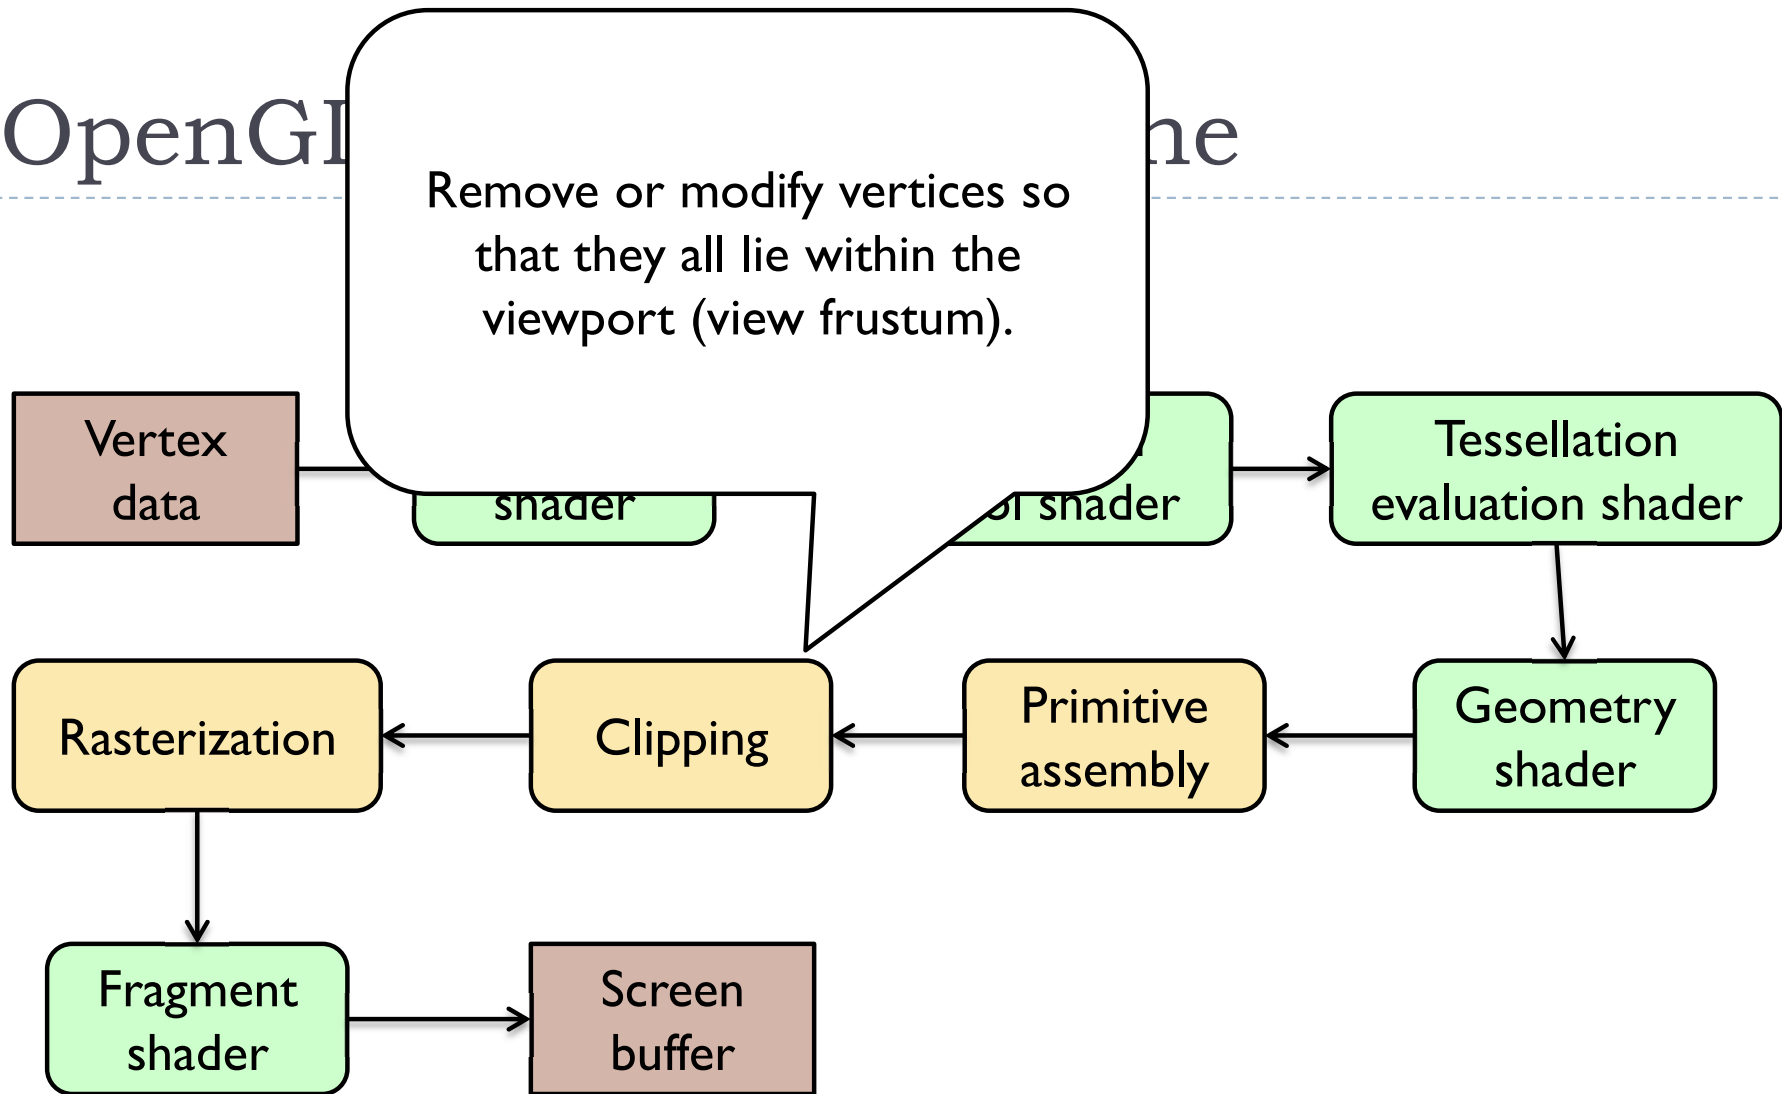 OpenGL
Remove or modify vertices so
that they all lie within the
viewport (view frustum).
Vertex
data
shader
shader
Tessellation
evaluation shader
Rasterization
Clipping
Primitive
assembly
Geometry
shader
Fragment
shader
Screen
buffer